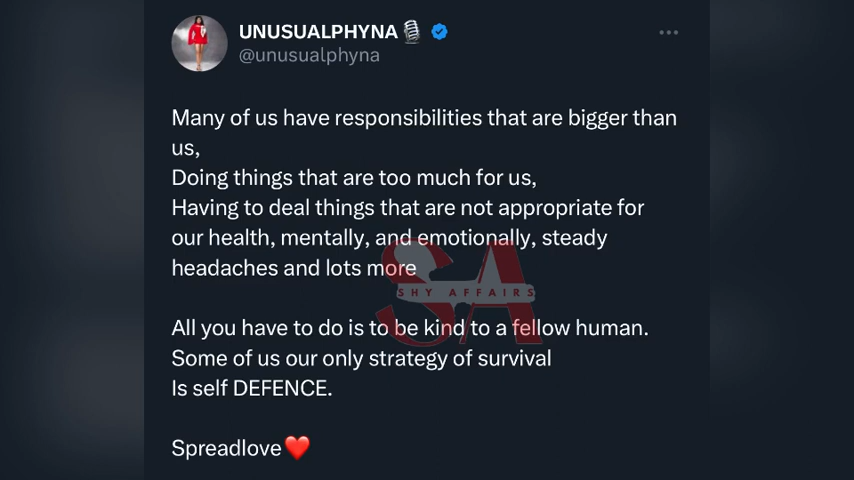 UNUSUALPHYNA🎙️
@unusualphyna
Many of us have responsibilities that are bigger than
us,
Doing things that are too much for us,
Having to deal things that are not appropriate for
our health, mentally, and emotionally, steady
headaches and lots more
SA
SHY AFFAIRS
All you have to do is to be kind to a fellow human.
Some of us our only strategy of survival
Is self DEFENCE.
Spreadlove❤️